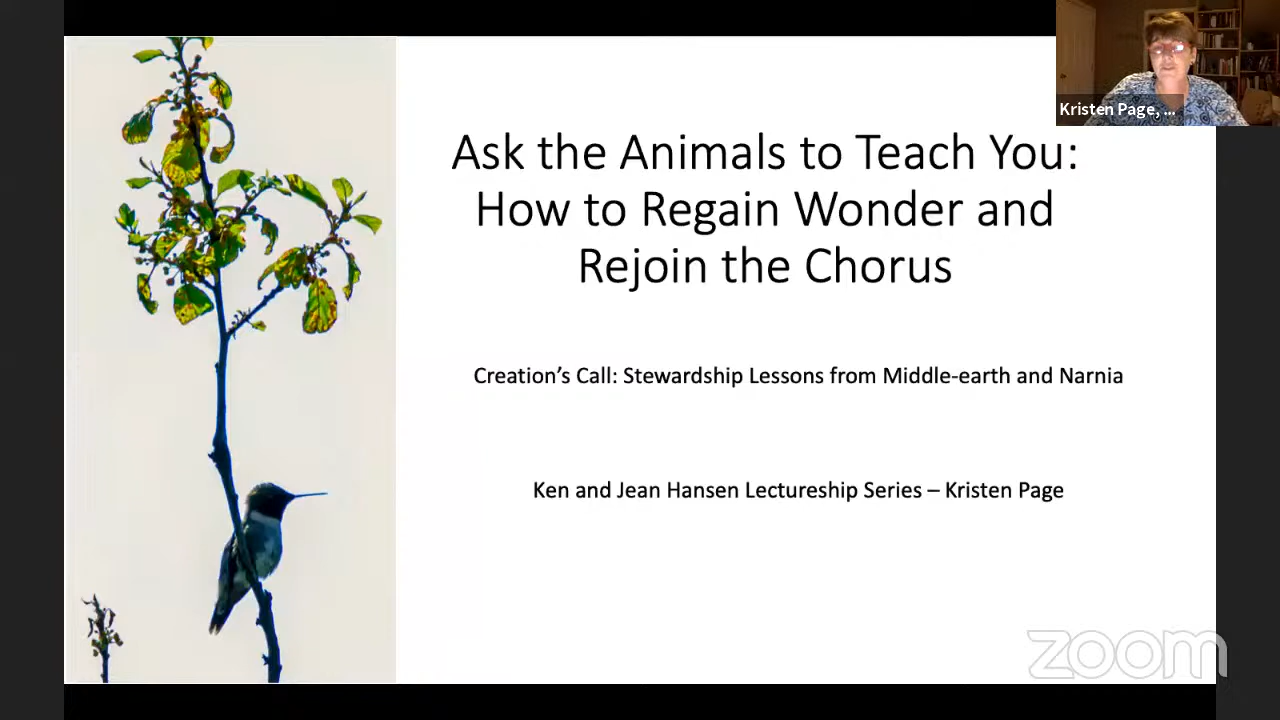 Kristen Page, ...
Ask the Animals to Teach You:
How to Regain Wonder and
Rejoin the Chorus
Creation’s Call: Stewardship Lessons from Middle-earth and Narnia
Ken and Jean Hansen Lectureship Series – Kristen Page
zoom